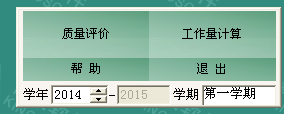 质量评价 工作量计算
帮 助 退 出
学年 2014 - 2015 学期 第一学期